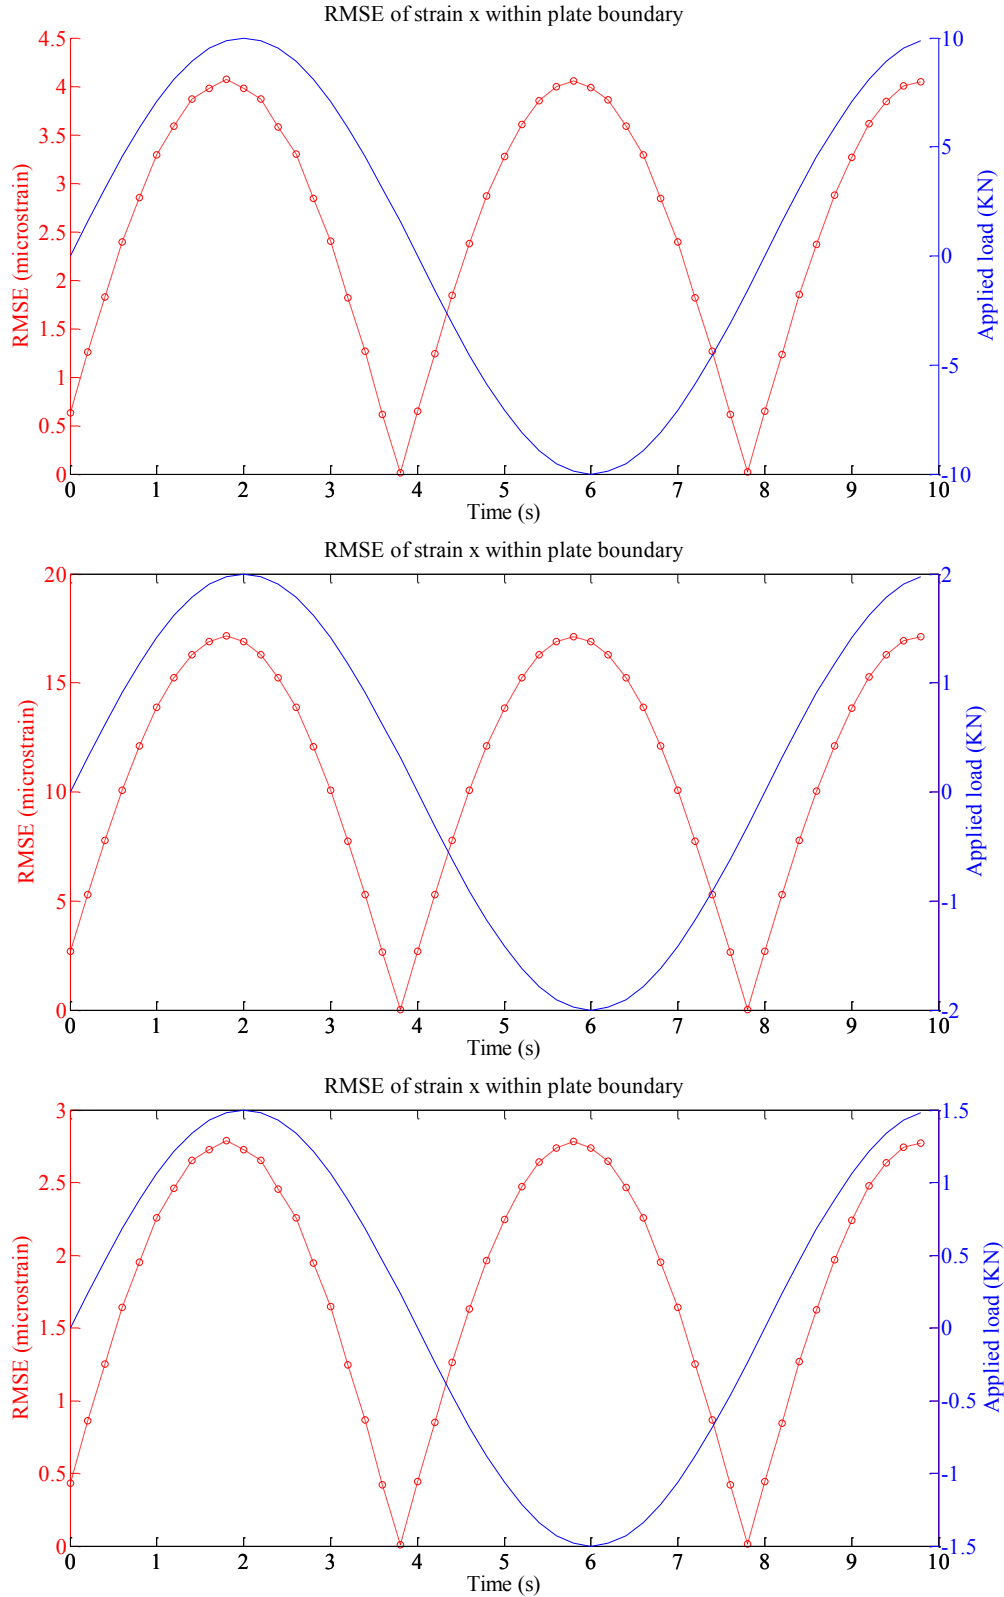 RMSE of strain x within plate boundary
4.5
4
3.5
3
2.5
2
1.5
1
0.5
0
RMSE (microstrain)
10
5
0
-5
-10
Applied load (KN)
0 1 2 3 4 5 6 7 8 9 10
Time (s)
RMSE of strain x within plate boundary
20
15
10
5
0
RMSE (microstrain)
2
1
0
-1
-2
Applied load (KN)
0 1 2 3 4 5 6 7 8 9 10
Time (s)
RMSE of strain x within plate boundary
3
2.5
2
1.5
1
0.5
0
RMSE (microstrain)
1.5
1
0.5
0
-0.5
-1
-1.5
Applied load (KN)
0 1 2 3 4 5 6 7 8 9 10
Time (s)